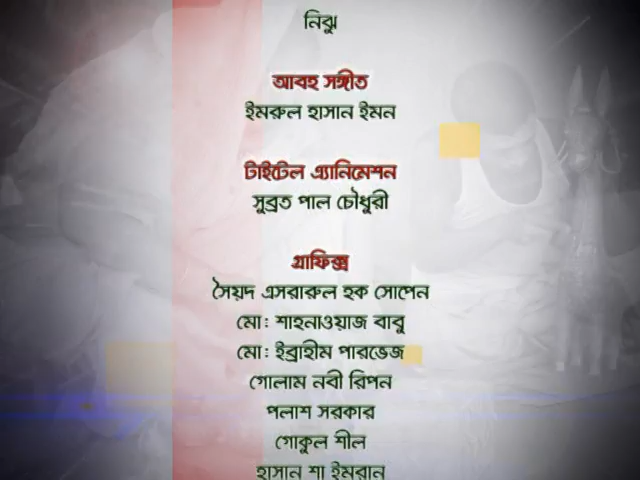 নিঝু
আবহ সঙ্গীত
ইমরুল হাসান ইমন
টাইটেল এ্যানিমেশন
সুব্রত পাল চৌধুরী
গ্রাফিক্স
সৈয়দ এসরারুল হক সোপেন
মো: শাহনাওয়াজ বাবু
মো: ইব্রাহীম পারভেজ
গোলাম নবী রিপন
পলাশ সরকার
গোকুল শীল
হাসান শা ইমরান